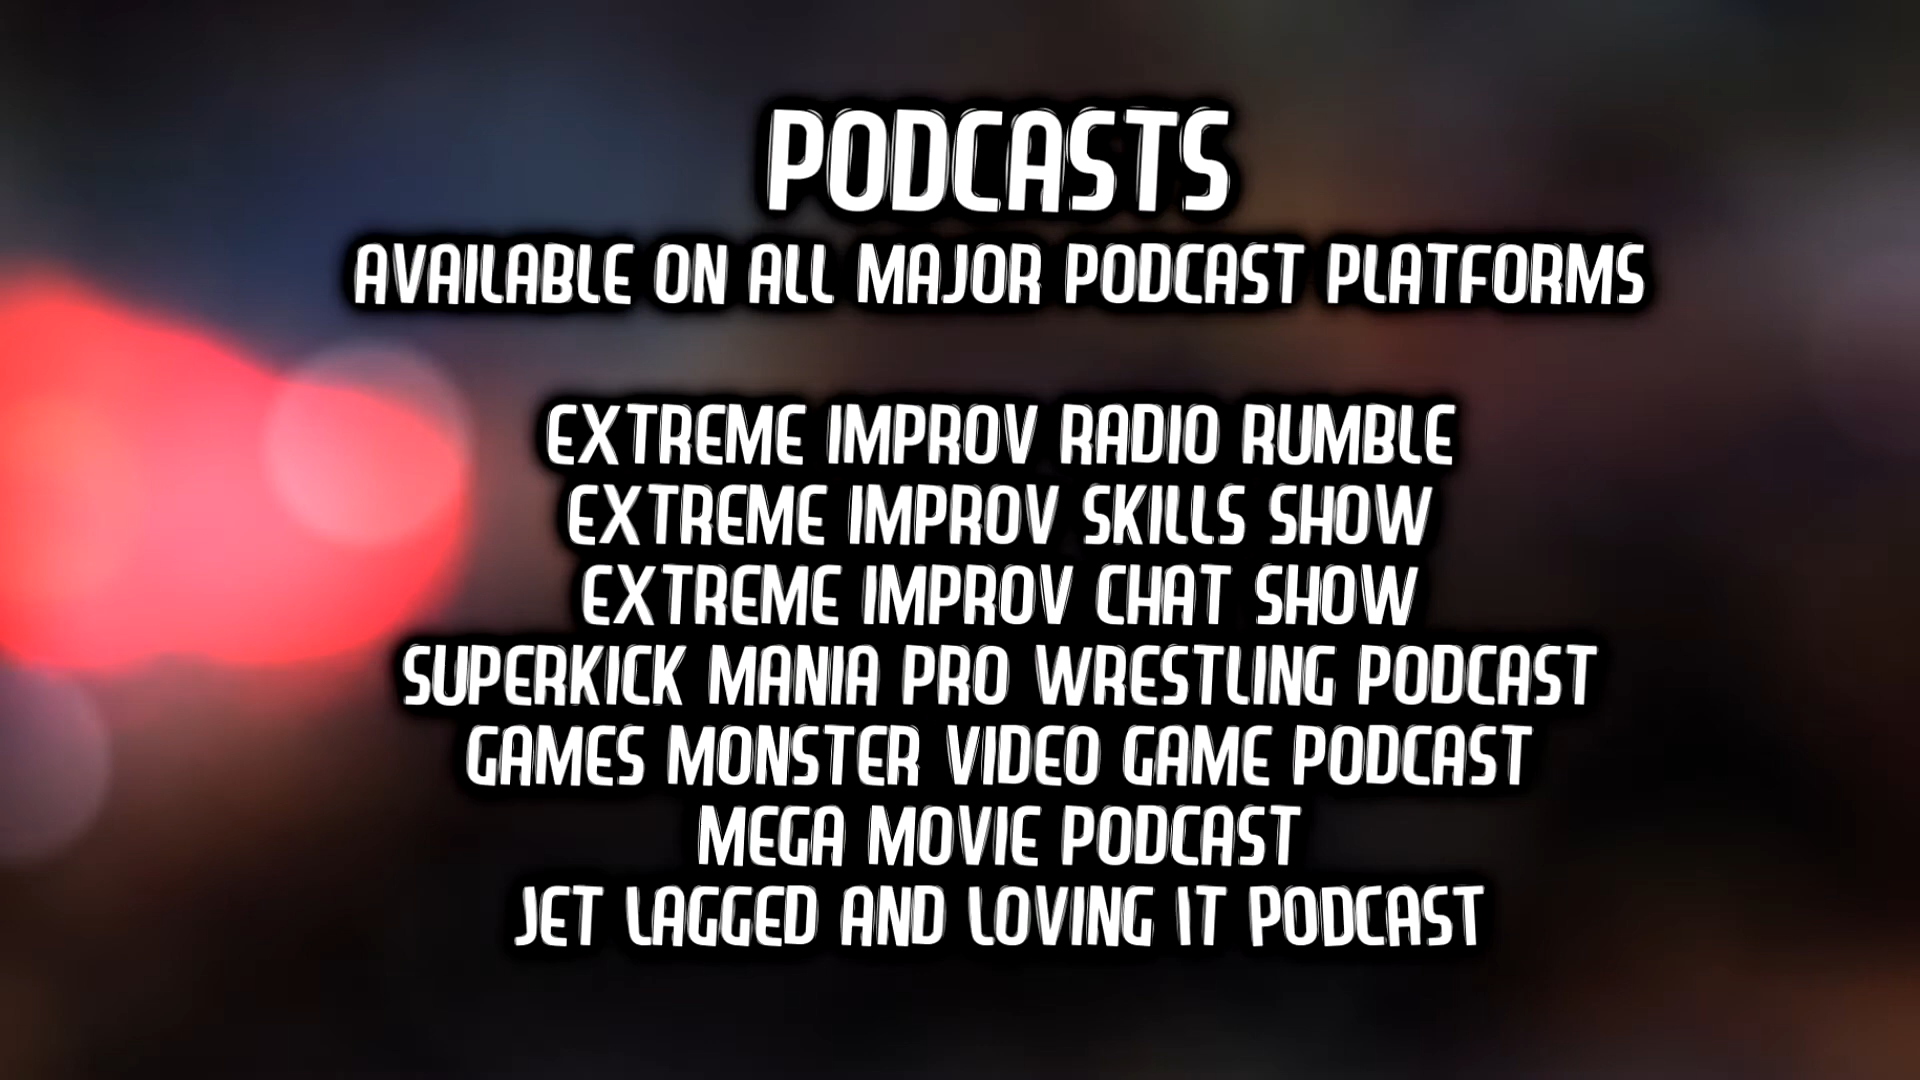 PODCASTS
AVAILABLE ON ALL MAJOR PODCAST PLATFORMS
EXTREME IMPROV RADIO RUMBLE
EXTREME IMPROV SKILLS SHOW
EXTREME IMPROV CHAT SHOW
SUPERKICK MANIA PRO WRESTLING PODCAST
GAMES MONSTER VIDEO GAME PODCAST
MEGA MOVIE PODCAST
JET LAGGED AND LOVING IT PODCAST